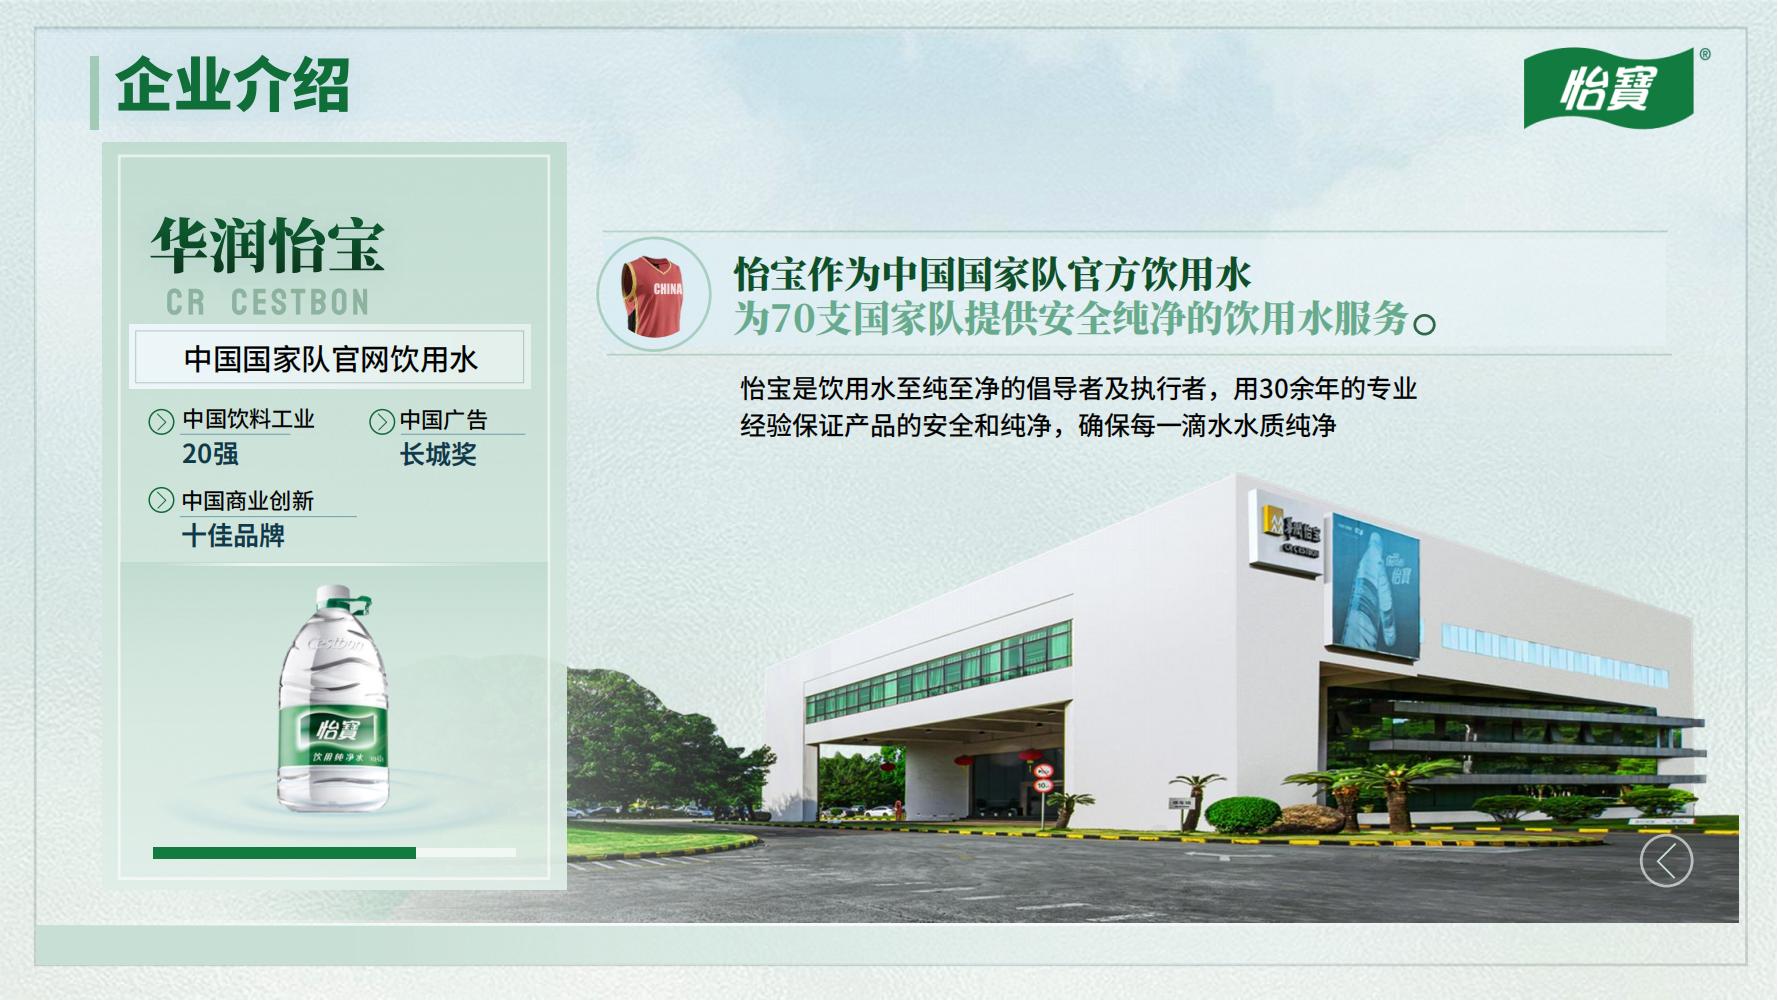 企业介绍
怡寶®
华润怡宝
CR CESTBON
中国国家队官网饮用水
中国饮料工业
20强
中国广告
长城奖
中国商业创新
十佳品牌
Cestbon
怡寶
饮用纯净水
CHINA
怡宝作为中国国家队官方饮用水
为70支国家队提供安全纯净的饮用水服务
怡宝是饮用水至纯至净的倡导者及执行者，用30余年的专业
经验保证产品的安全和纯净，确保每一滴水水质纯净
华润怡宝
CR CESTBON
怡寶